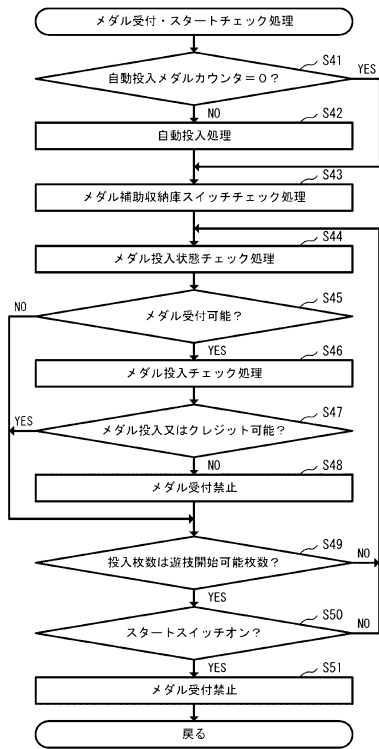 メダル受付・スタートチェック処理
S41
自動投入メダルカウンタ=0?
YES
NO
S42
自動投入処理
S43
メダル補助収納庫スイッチチェック処理
S44
メダル投入状態チェック処理
S45
NO
メダル受付可能?
YES
S46
メダル投入チェック処理
S47
YES
メダル投入又はクレジット可能?
NO
S48
メダル受付禁止
S49
投入枚数は遊技開始可能枚数?
NO
YES
S50
スタートスイッチオン?
NO
YES
S51
メダル受付禁止
戻る